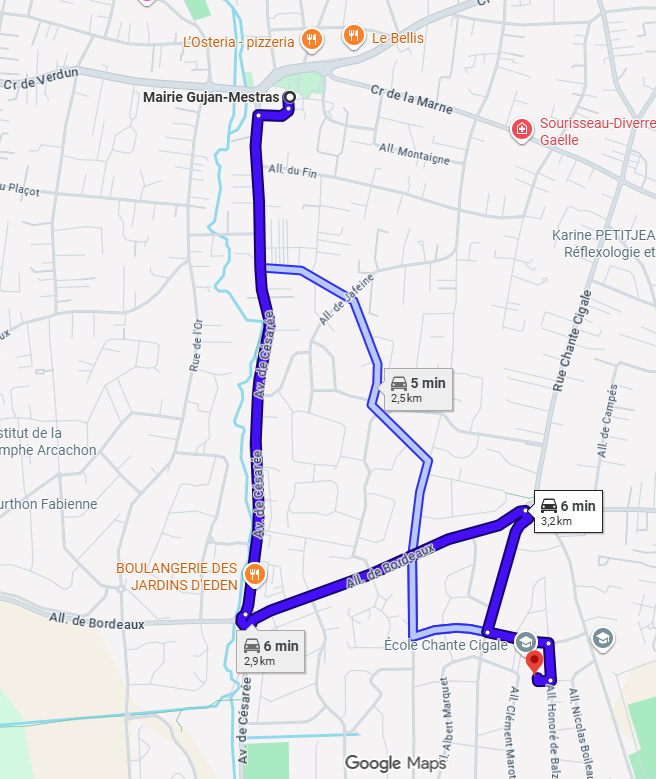 L'Osteria - pizzeria
Le Bellis
Cr de Verdun
Mairie Gujan-Mestras
Cr de la Marne
Sourisseau-Diverre
Gaelle
All. Montaigne
All. du Fin
u Plaçot
Karine PETITJEA
Réflexologie et
All. de Lafeine
Rue Chante Cigale
Av. de Césarée
Rue de l'Or
5 min
2,5 km
All. de Campés
stitut de la
mphe Arcachon
Av. de Césarée
urthon Fabienne
6 min
3,2 km
All. de Bordeaux
BOULANGERIE DES
JARDINS D'EDEN
All. de Bordeaux
6 min
2,9 km
École Chante Cigale
Av. de Césarée
Albert Marquet
All. Clément Marot
All. Honoré de Balz
All. Nicolas Boileau
Google Maps